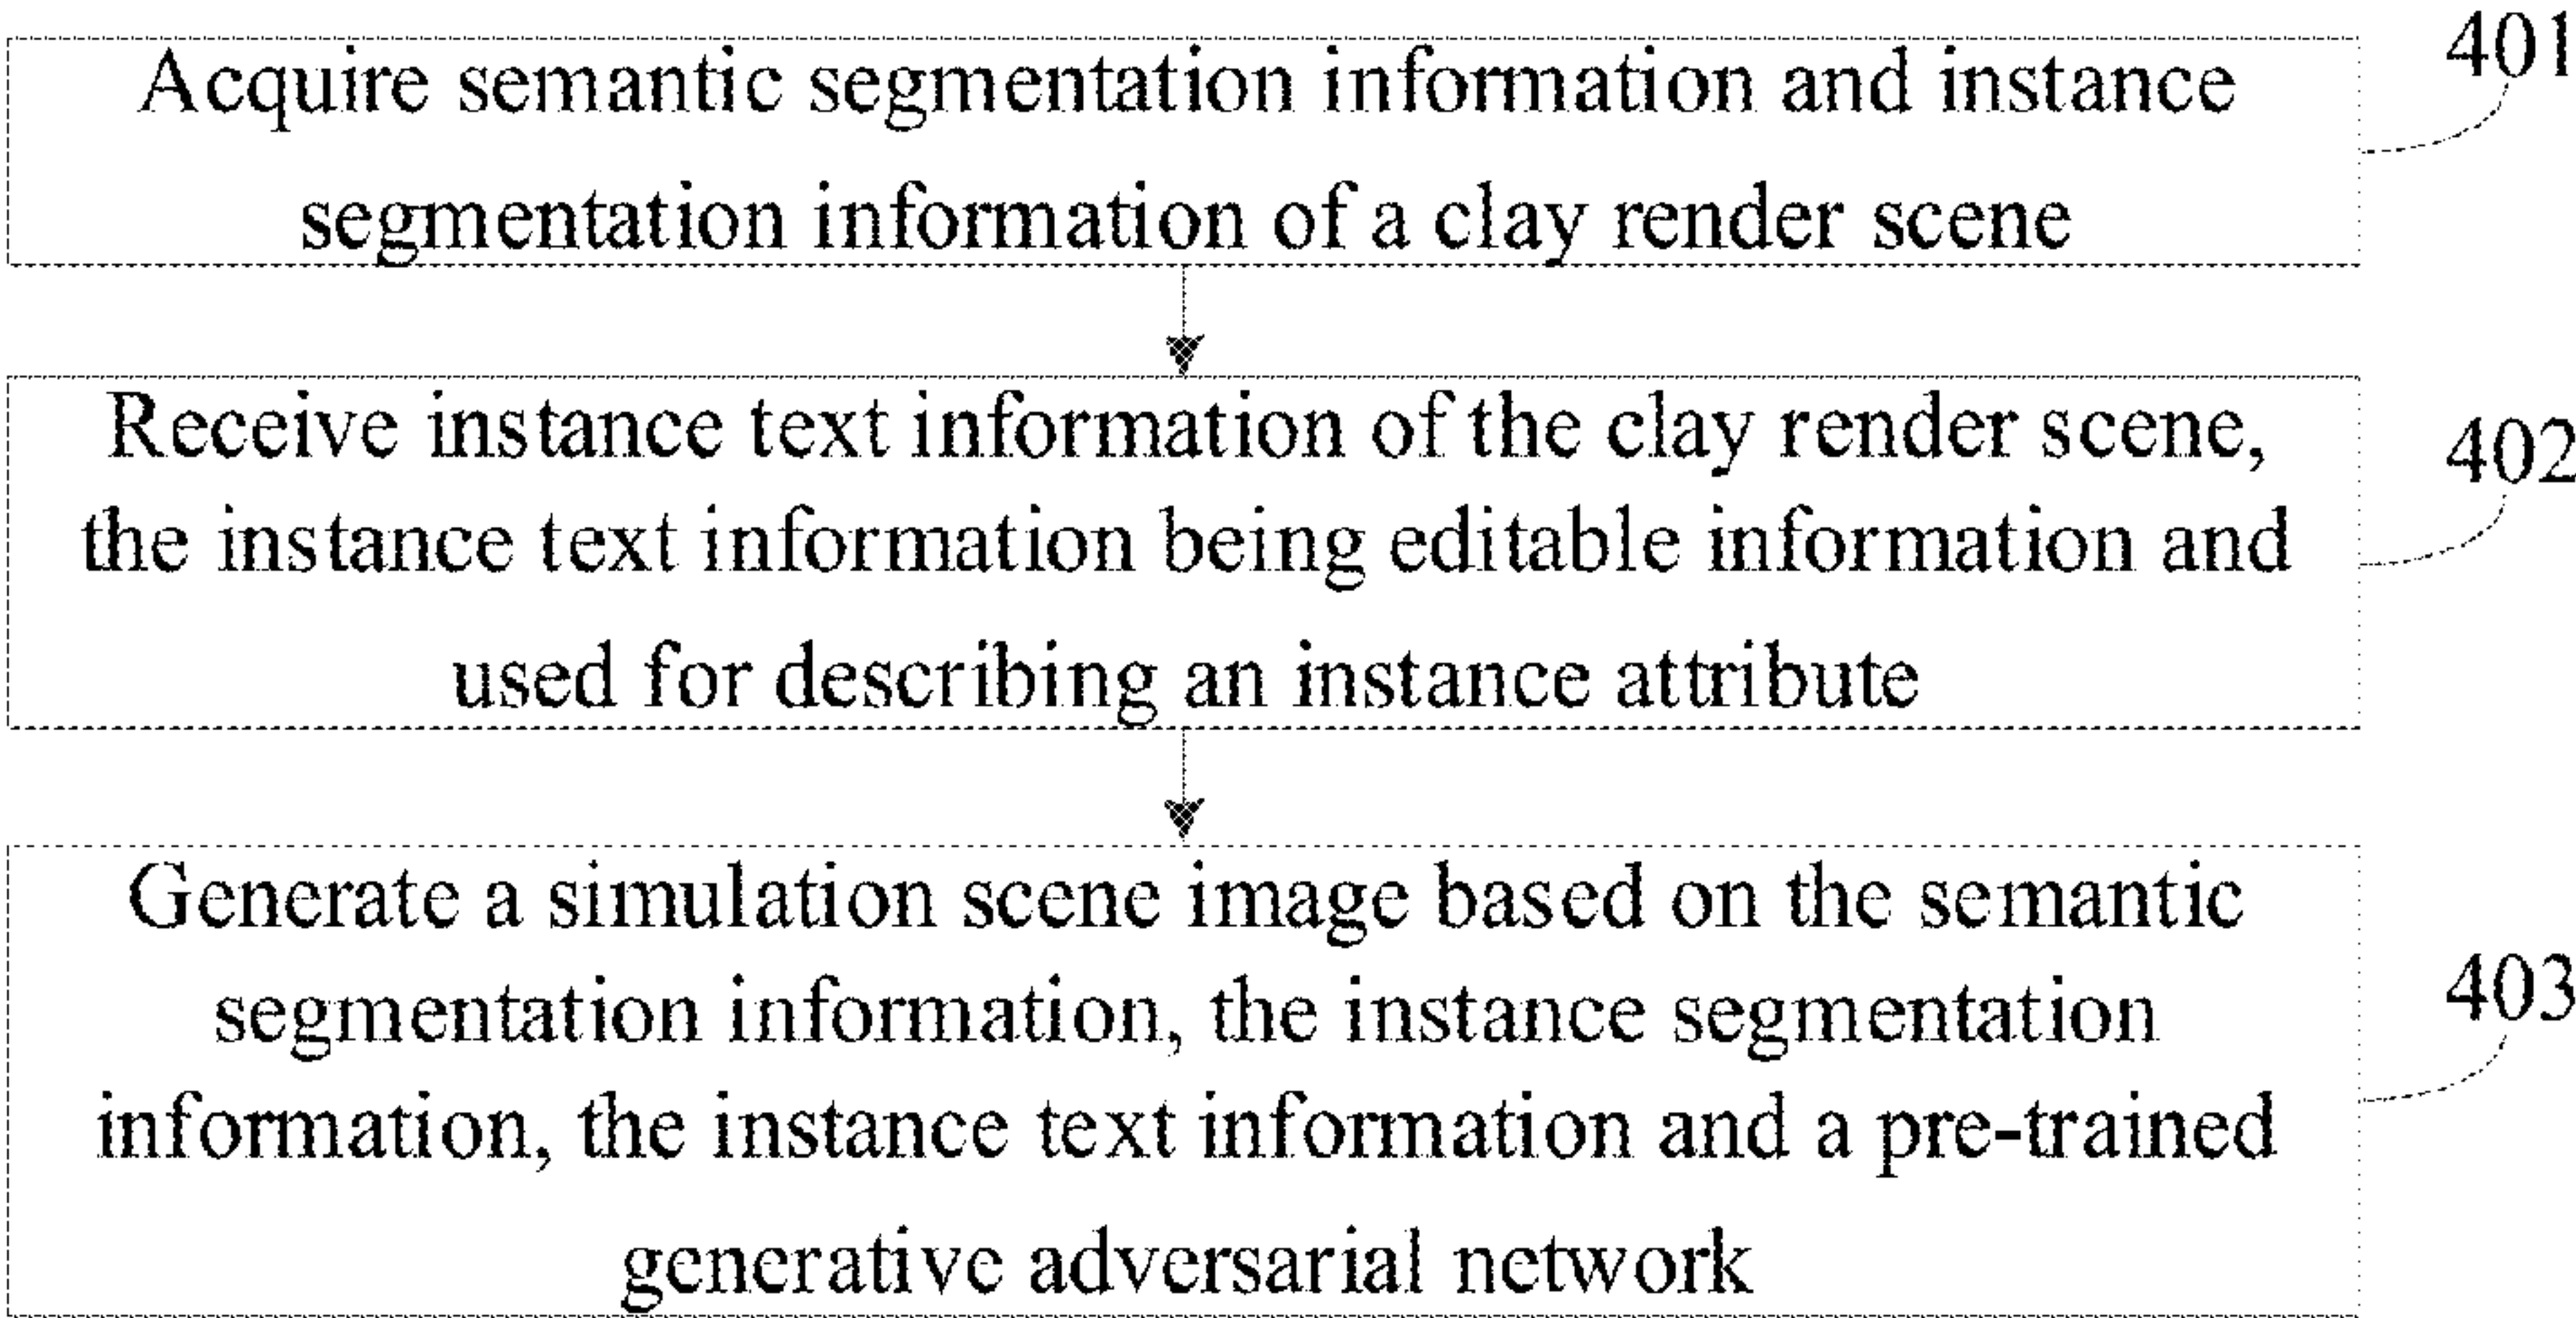 401
Acquire semantic segmentation information and instance
segmentation information of a clay render scene
402
Receive instance text information of the clay render scene,
the instance text information being editable information and
used for describing an instance attribute
403
Generate a simulation scene image based on the semantic
segmentation information, the instance segmentation
information, the instance text information and a pre-trained
generative adversarial network